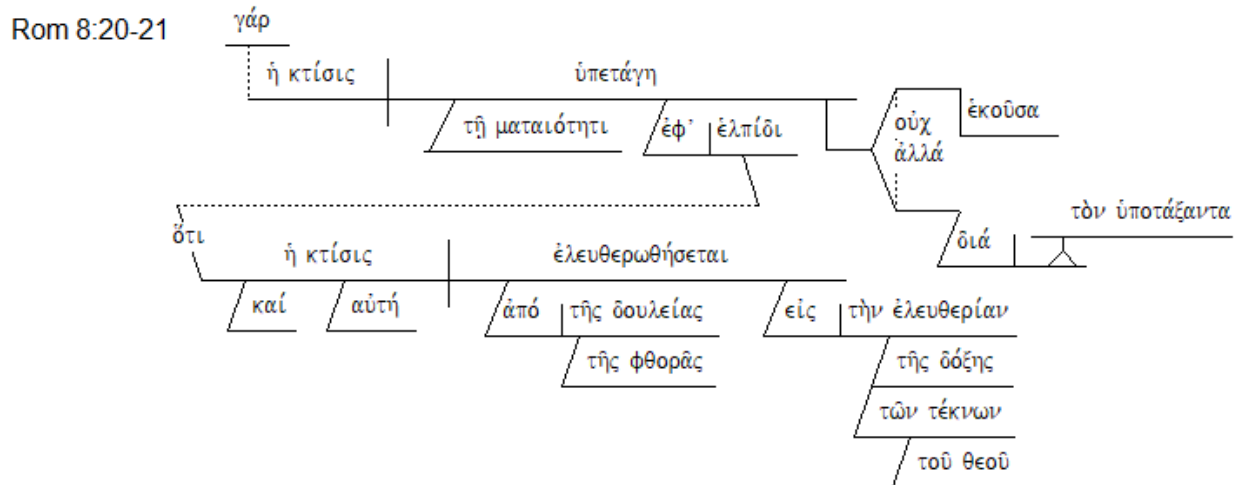 Rom 8:20-21
γάρ
ἡ κτίσις ὑπετάγη
τῇ ματαιότητι ἐφ᾽ ἐλπίδι
οὐχ ἑκοῦσα
ἀλλά
διά τὸν ὑποτάξαντα
ὅτι ἡ κτίσις ἐλευθερωθήσεται
καί αὐτή ἀπό τῆς δουλείας εἰς τὴν ἐλευθερίαν
τῆς φθορᾶς τῆς δόξης
τῶν τέκνων
τοῦ θεοῦ